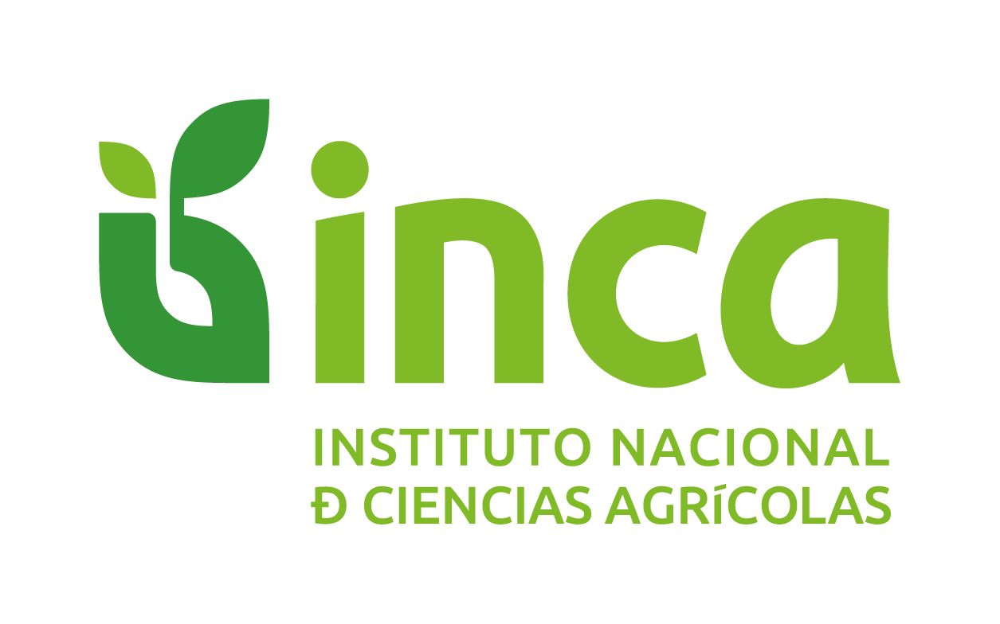 inca
INSTITUTO NACIONAL
Đ CIENCIAS AGRÍCOLAS